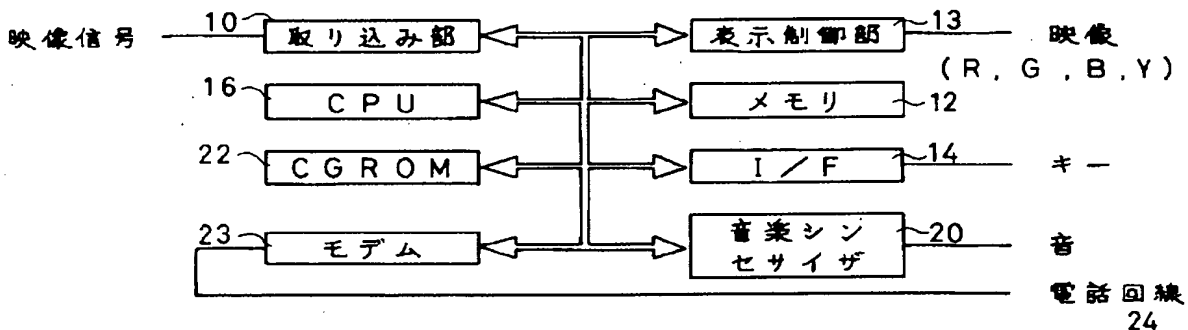 10
13
映像信号
取り込み部
表示制御部
映像
(R, G, B, Y)
16
CPU
メモリ
12
22
CGROM
I/F
14
キー
23
モデム
音楽シン
セサイザ
20
音
電話回線
24